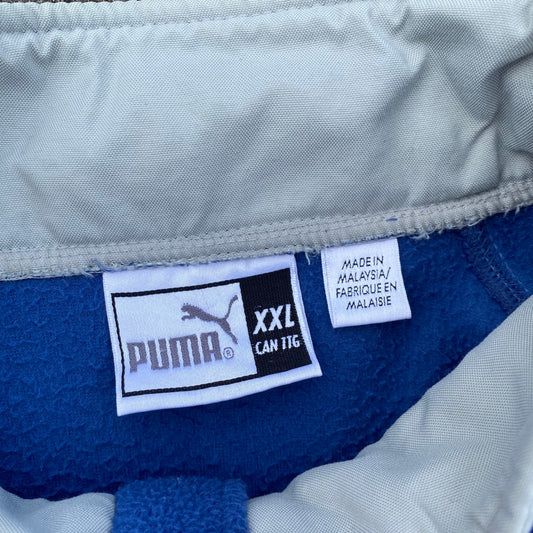 PUMA®
XXL
CAN TTG
MADE IN
MALAYSIA/
FABRIQUE EN
MALAISIE